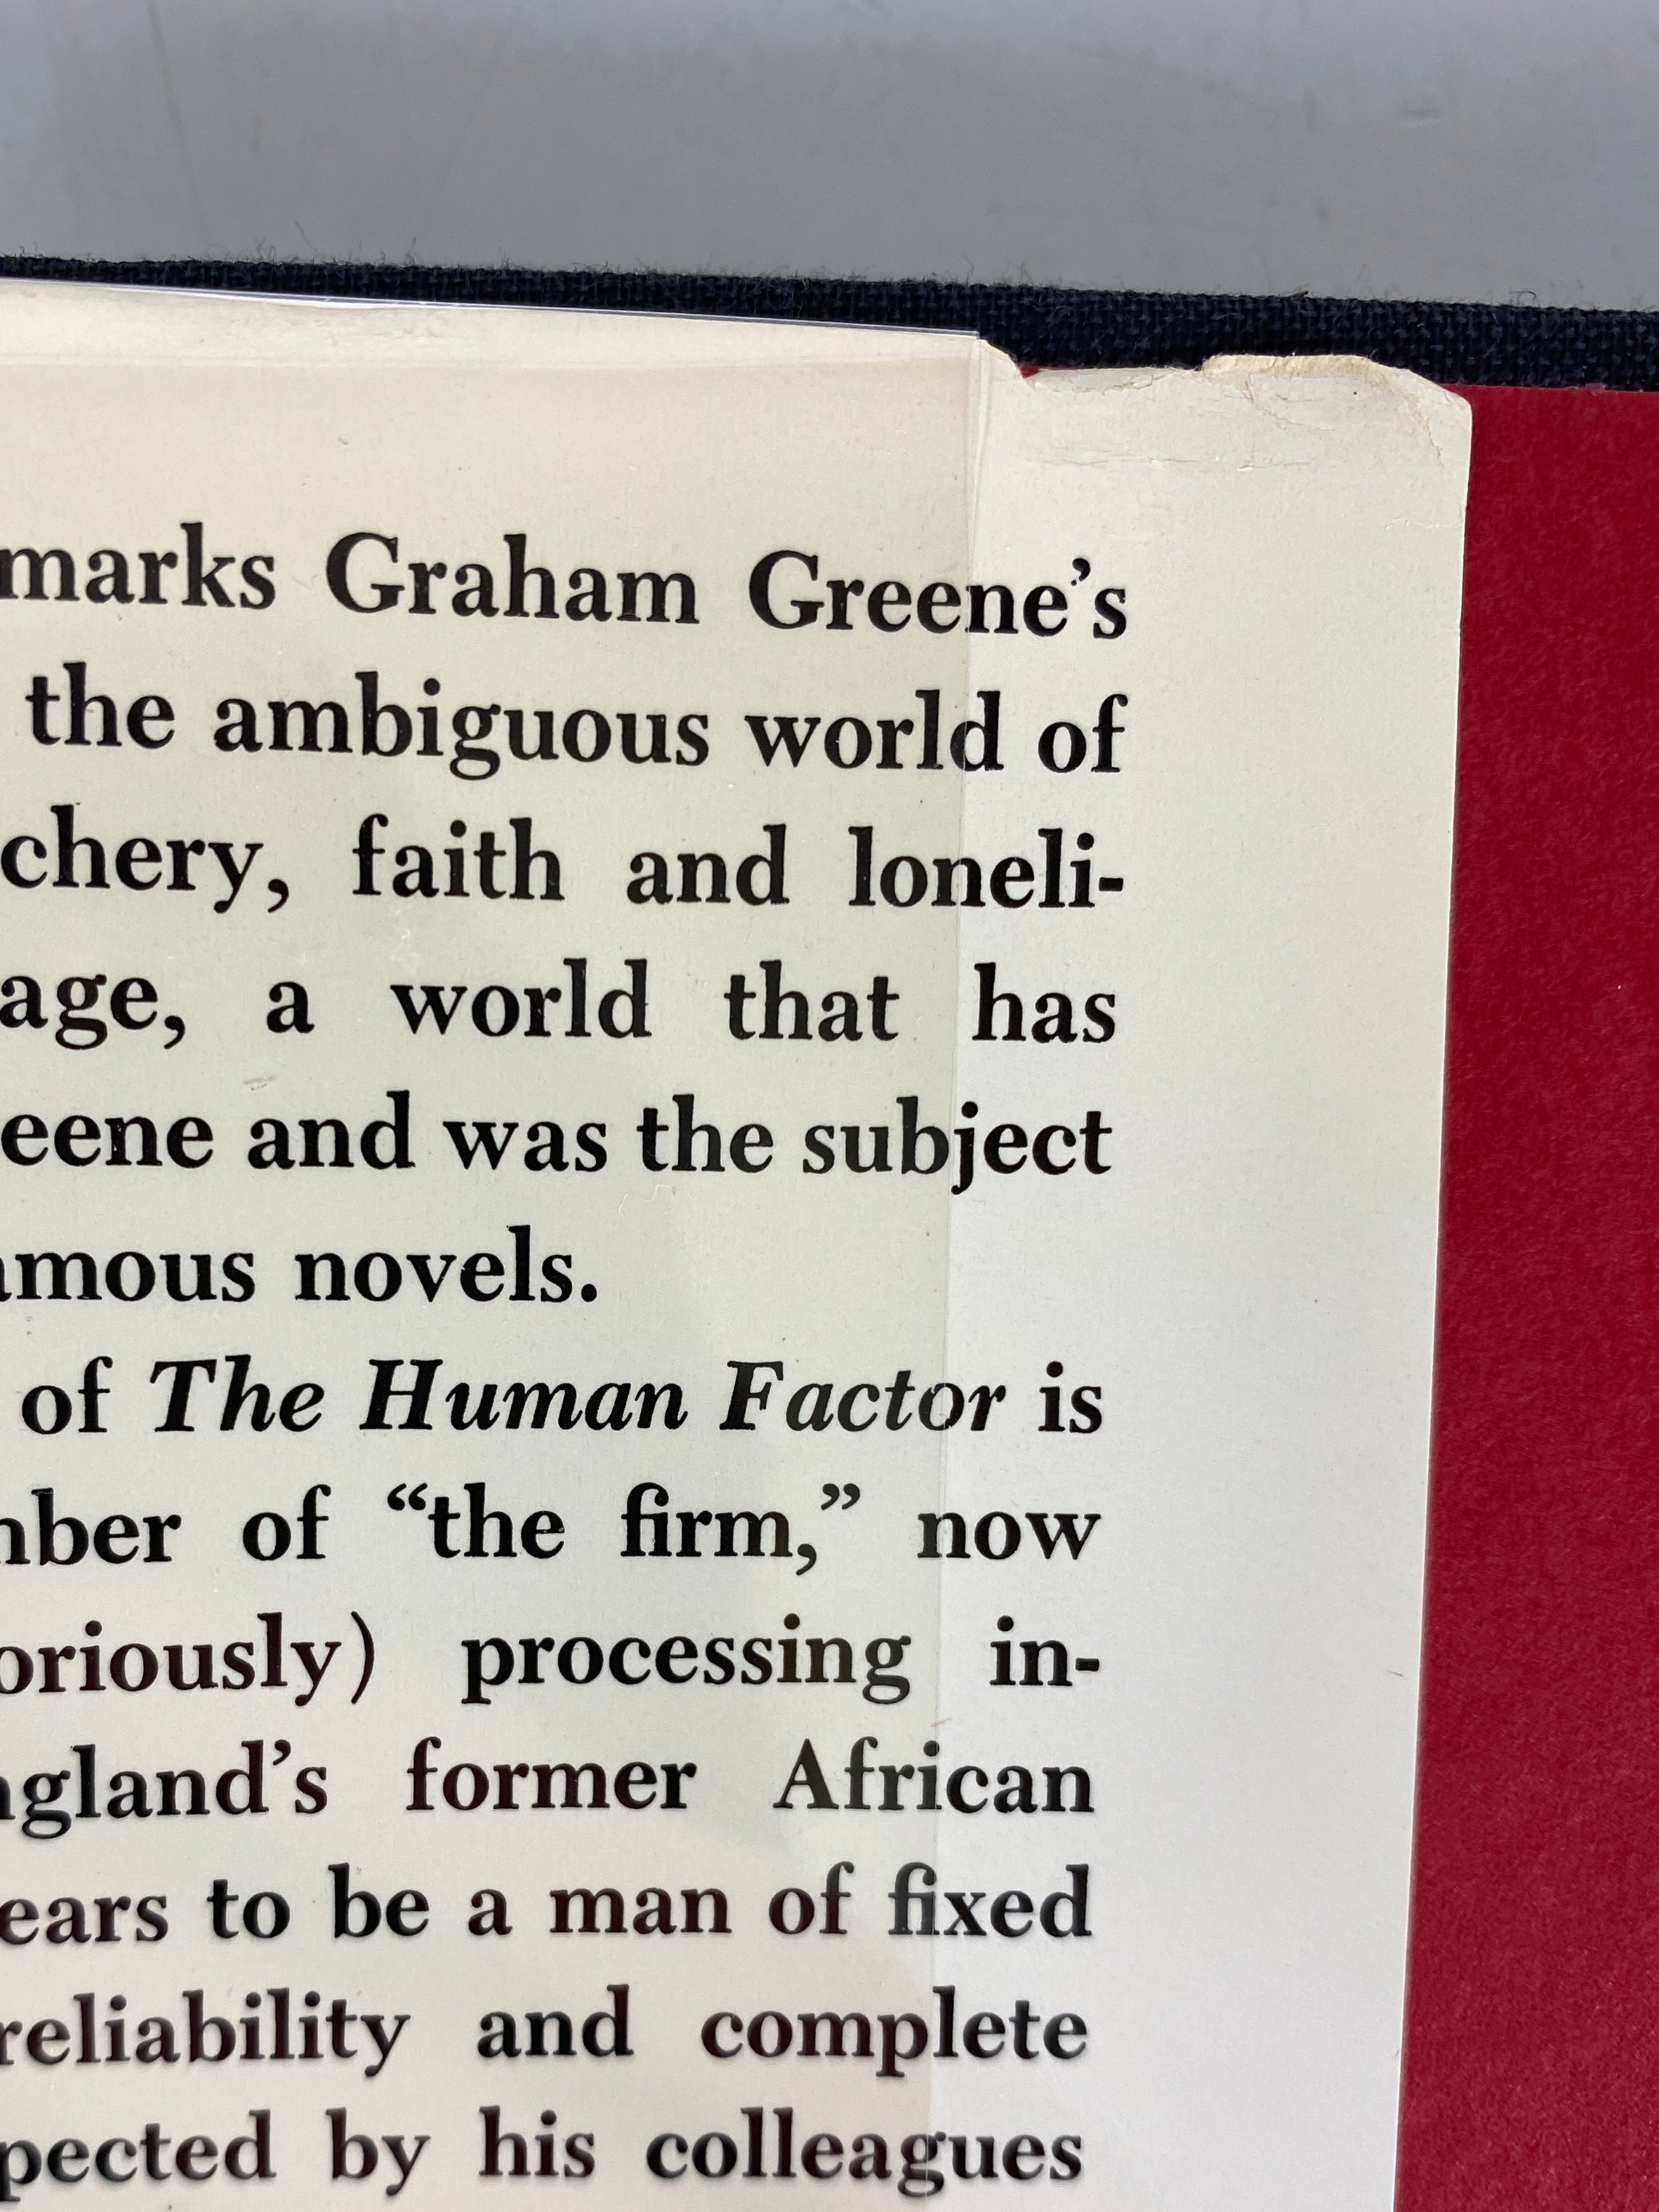 marks Graham Greene's
the ambiguous world of
chery, faith and loneli-
age, a world that has
eene and was the subject
amous novels.
of The Human Factor is
mber of “the firm,” now
oriously) processing in-
ngland's former African
ears to be a man of fixed
reliability and complete
pected by his colleagues